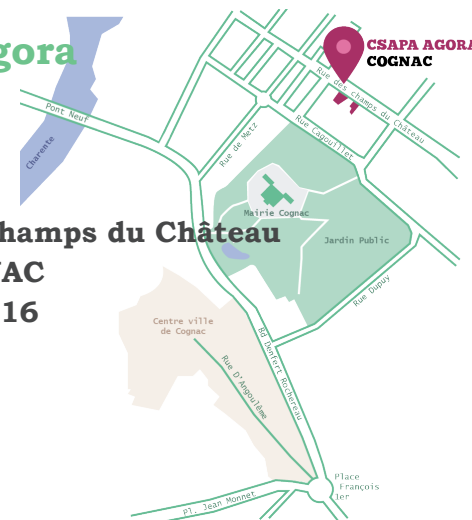 gora
CSAPA AGORA
COGNAC
Rue des champs du Château
Pont Neuf
Charente
Rue de Metz
Rue Cagouillet
Mairie Cognac
hamps du Château
Jardin Public
AC
16
Rue Dupuy
Centre ville
de Cognac
Bd Denfert Rochereau
Rue D'Angoulême
Place
François
1er
Pl. Jean Monnet